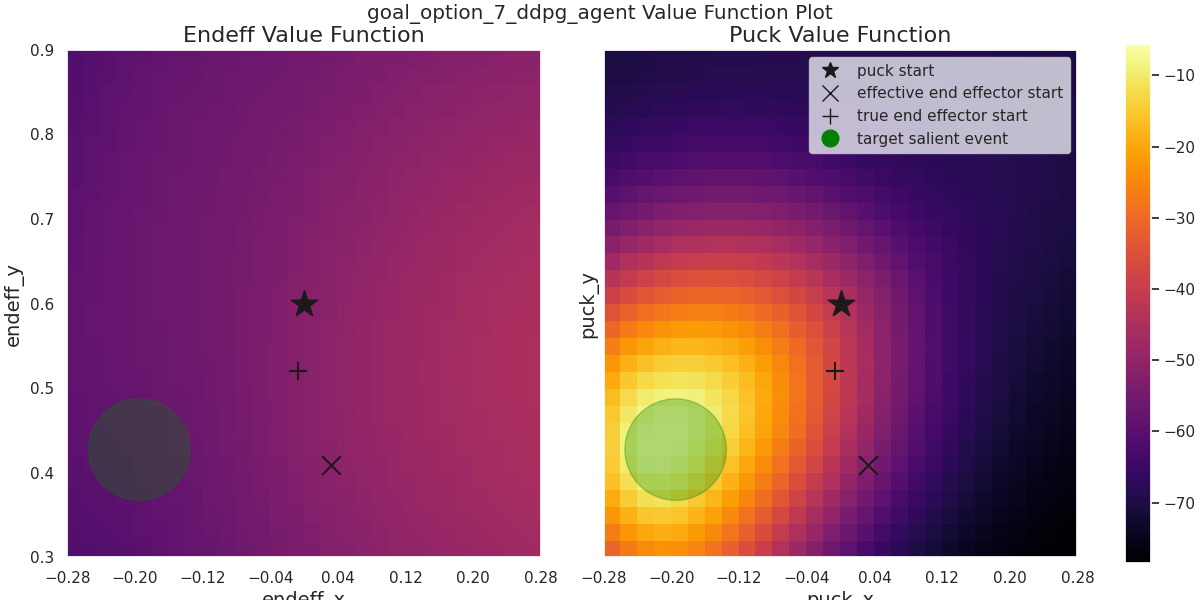 goal_option_7_ddpg_agent Value Function Plot
Endeff Value Function
Puck Value Function
puck start
effective end effector start
true end effector start
target salient event
endeff_y
0.9
0.8
0.7
0.6
0.5
0.4
0.3
−0.28 −0.20 −0.12 −0.04 0.04 0.12 0.20 0.28
endeff_x
puck_y
−0.28 −0.20 −0.12 −0.04 0.04 0.12 0.20 0.28
puck_x
−10
−20
−30
−40
−50
−60
−70